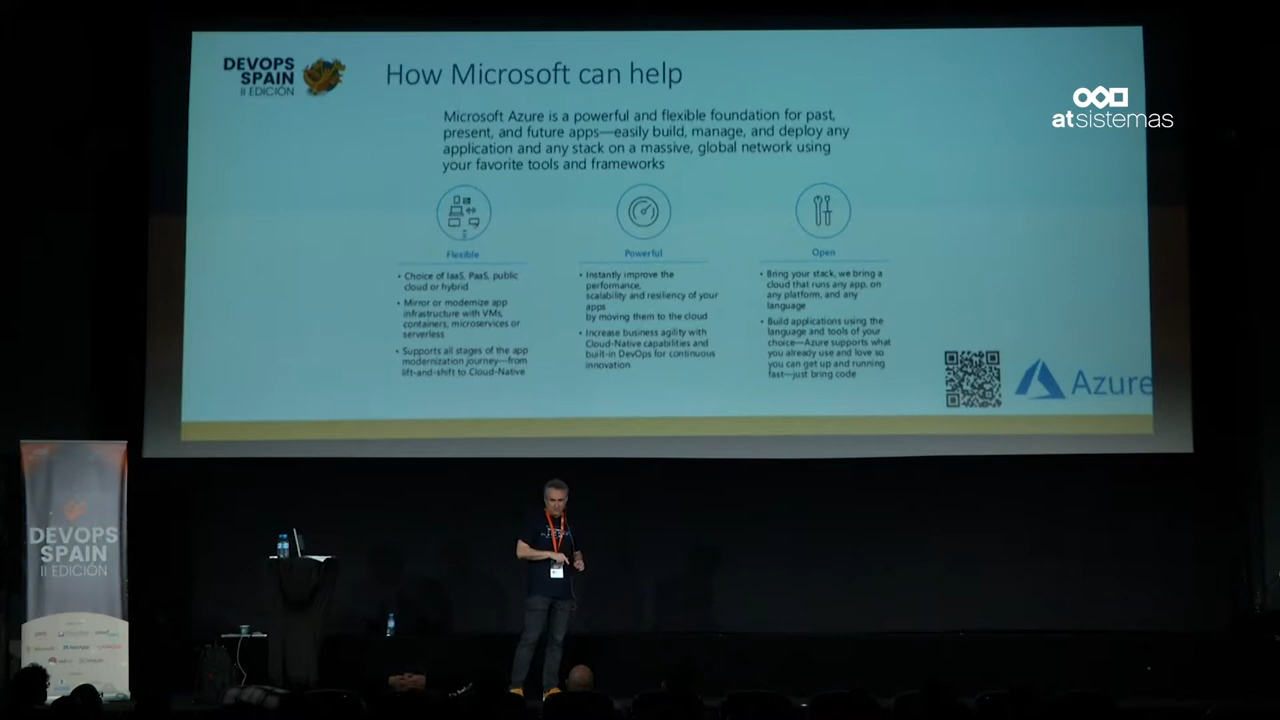 DEVOPS
SPAIN
II EDICIÓN
How Microsoft can help
atsistemas
Microsoft Azure is a powerful and flexible foundation for past,
present, and future apps—easily build, manage, and deploy any
application and any stack on a massive, global network using
your favorite tools and frameworks
Flexible
• Choice of IaaS, PaaS, public
cloud or hybrid
• Mirror or modernize app
infrastructure with VMs,
containers, microservices or
serverless
• Supports all stages of the app
modernization journey—from
lift-and-shift to Cloud-Native
Powerful
• Instantly improve the
performance,
scalability and resiliency of your
apps
by moving them to the cloud
• Increase business agility with
Cloud-Native capabilities and
built-in DevOps for continuous
innovation
Open
• Bring your stack, we bring a
cloud that runs any app, on
any platform, and any
language
• Build applications using the
language and tools of your
choice—Azure supports what
you already use and love so
you can get up and running
fast—just bring code
Azure
DEVOPS
SPAIN
II EDICIÓN